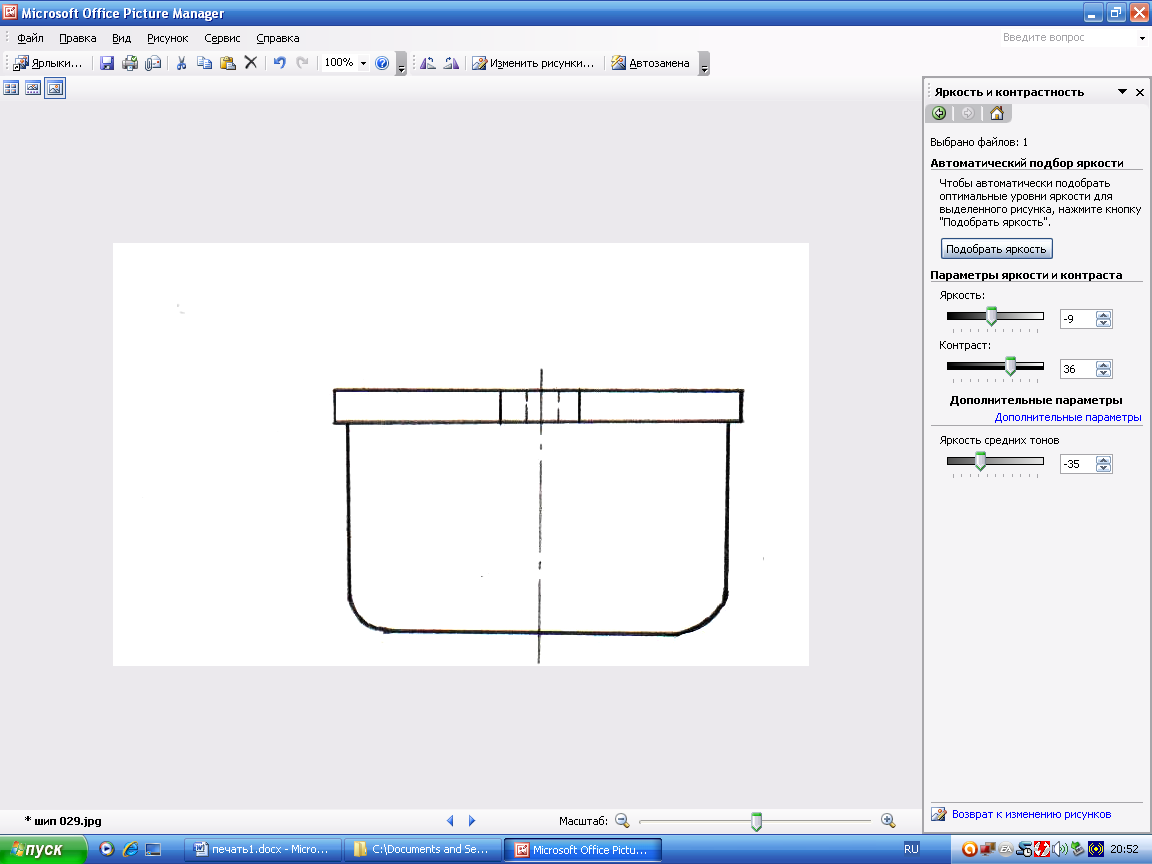 Microsoft Office Picture Manager
Файл Правка Вид Рисунок Сервис Справка
Введите вопрос
Ярлыки... 100% Изменить рисунки... Автозамена
Яркость и контрастность
Выбрано файлов: 1
Автоматический подбор яркости
Чтобы автоматически подобрать
оптимальные уровни яркости для
выделенного рисунка, нажмите кнопку
"Подобрать яркость".
Подобрать яркость
Параметры яркости и контраста
Яркость:
-9
Контраст:
36
Дополнительные параметры
Дополнительные параметры
Яркость средних тонов
-35
Возврат к изменению рисунков
* шип 029.jpg
Масштаб:
пуск
печать1.docx - Micro...
C:\Documents and Se...
Microsoft Office Pictu...
RU
20:52